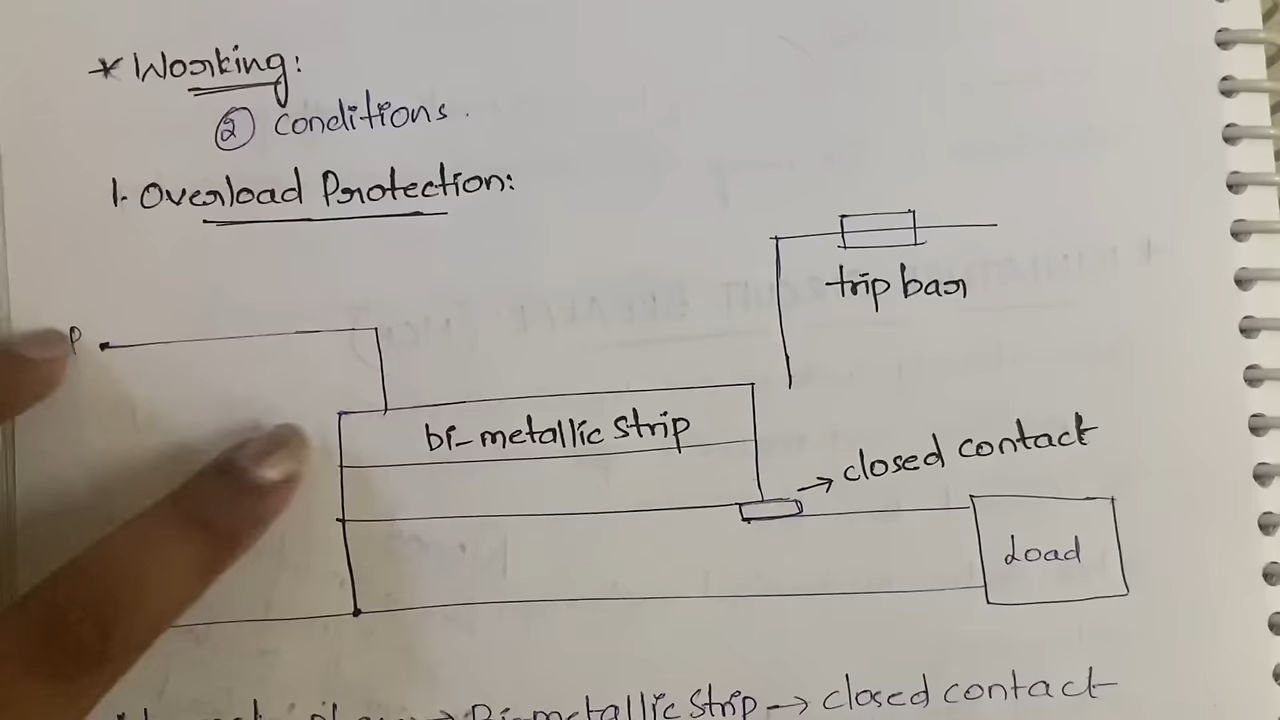 * Working:
② conditions.
1. Overload Protection:
trip bar
P
bi-metallic strip
→ closed contact
Load
→ Bi-metallic strip → closed contact